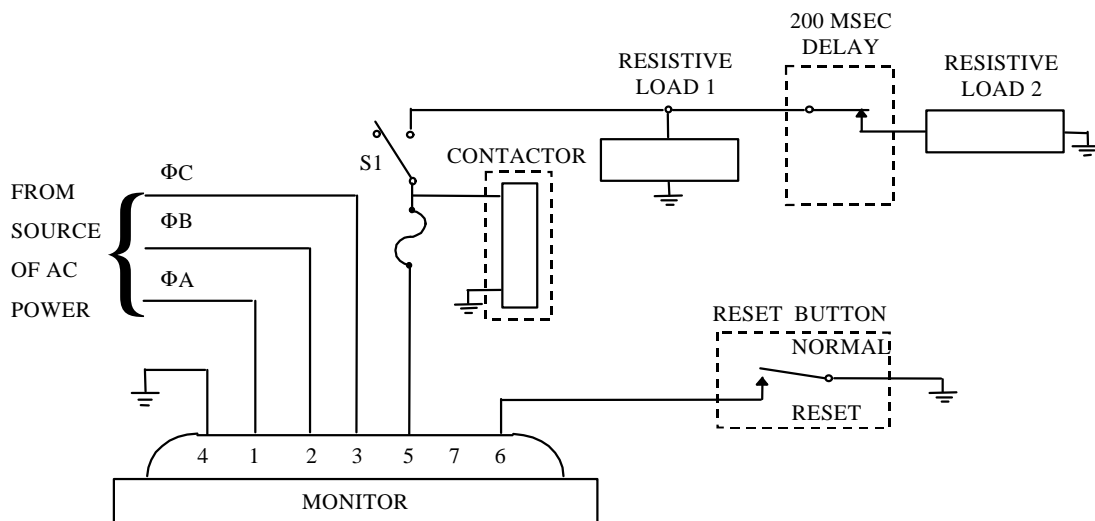 200 MSEC
DELAY
RESISTIVE
LOAD 1
RESISTIVE
LOAD 2
S1
CONTACTOR
FROM
SOURCE
OF AC
POWER
ΦC
ΦB
ΦA
RESET BUTTON
NORMAL
RESET
4 1 2 3 5 7 6
MONITOR